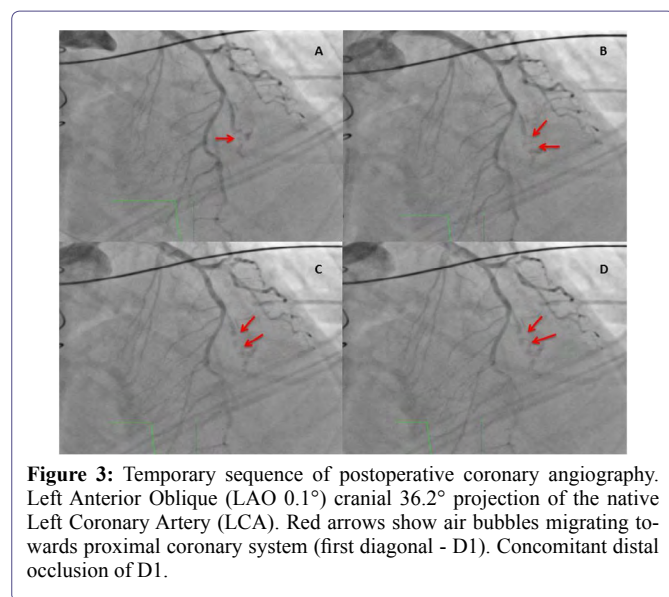 A
B
C
D
Figure 3: Temporary sequence of postoperative coronary angiography.
Left Anterior Oblique (LAO 0.1°) cranial 36.2° projection of the native
Left Coronary Artery (LCA). Red arrows show air bubbles migrating to-
wards proximal coronary system (first diagonal - D1). Concomitant distal
occlusion of D1.